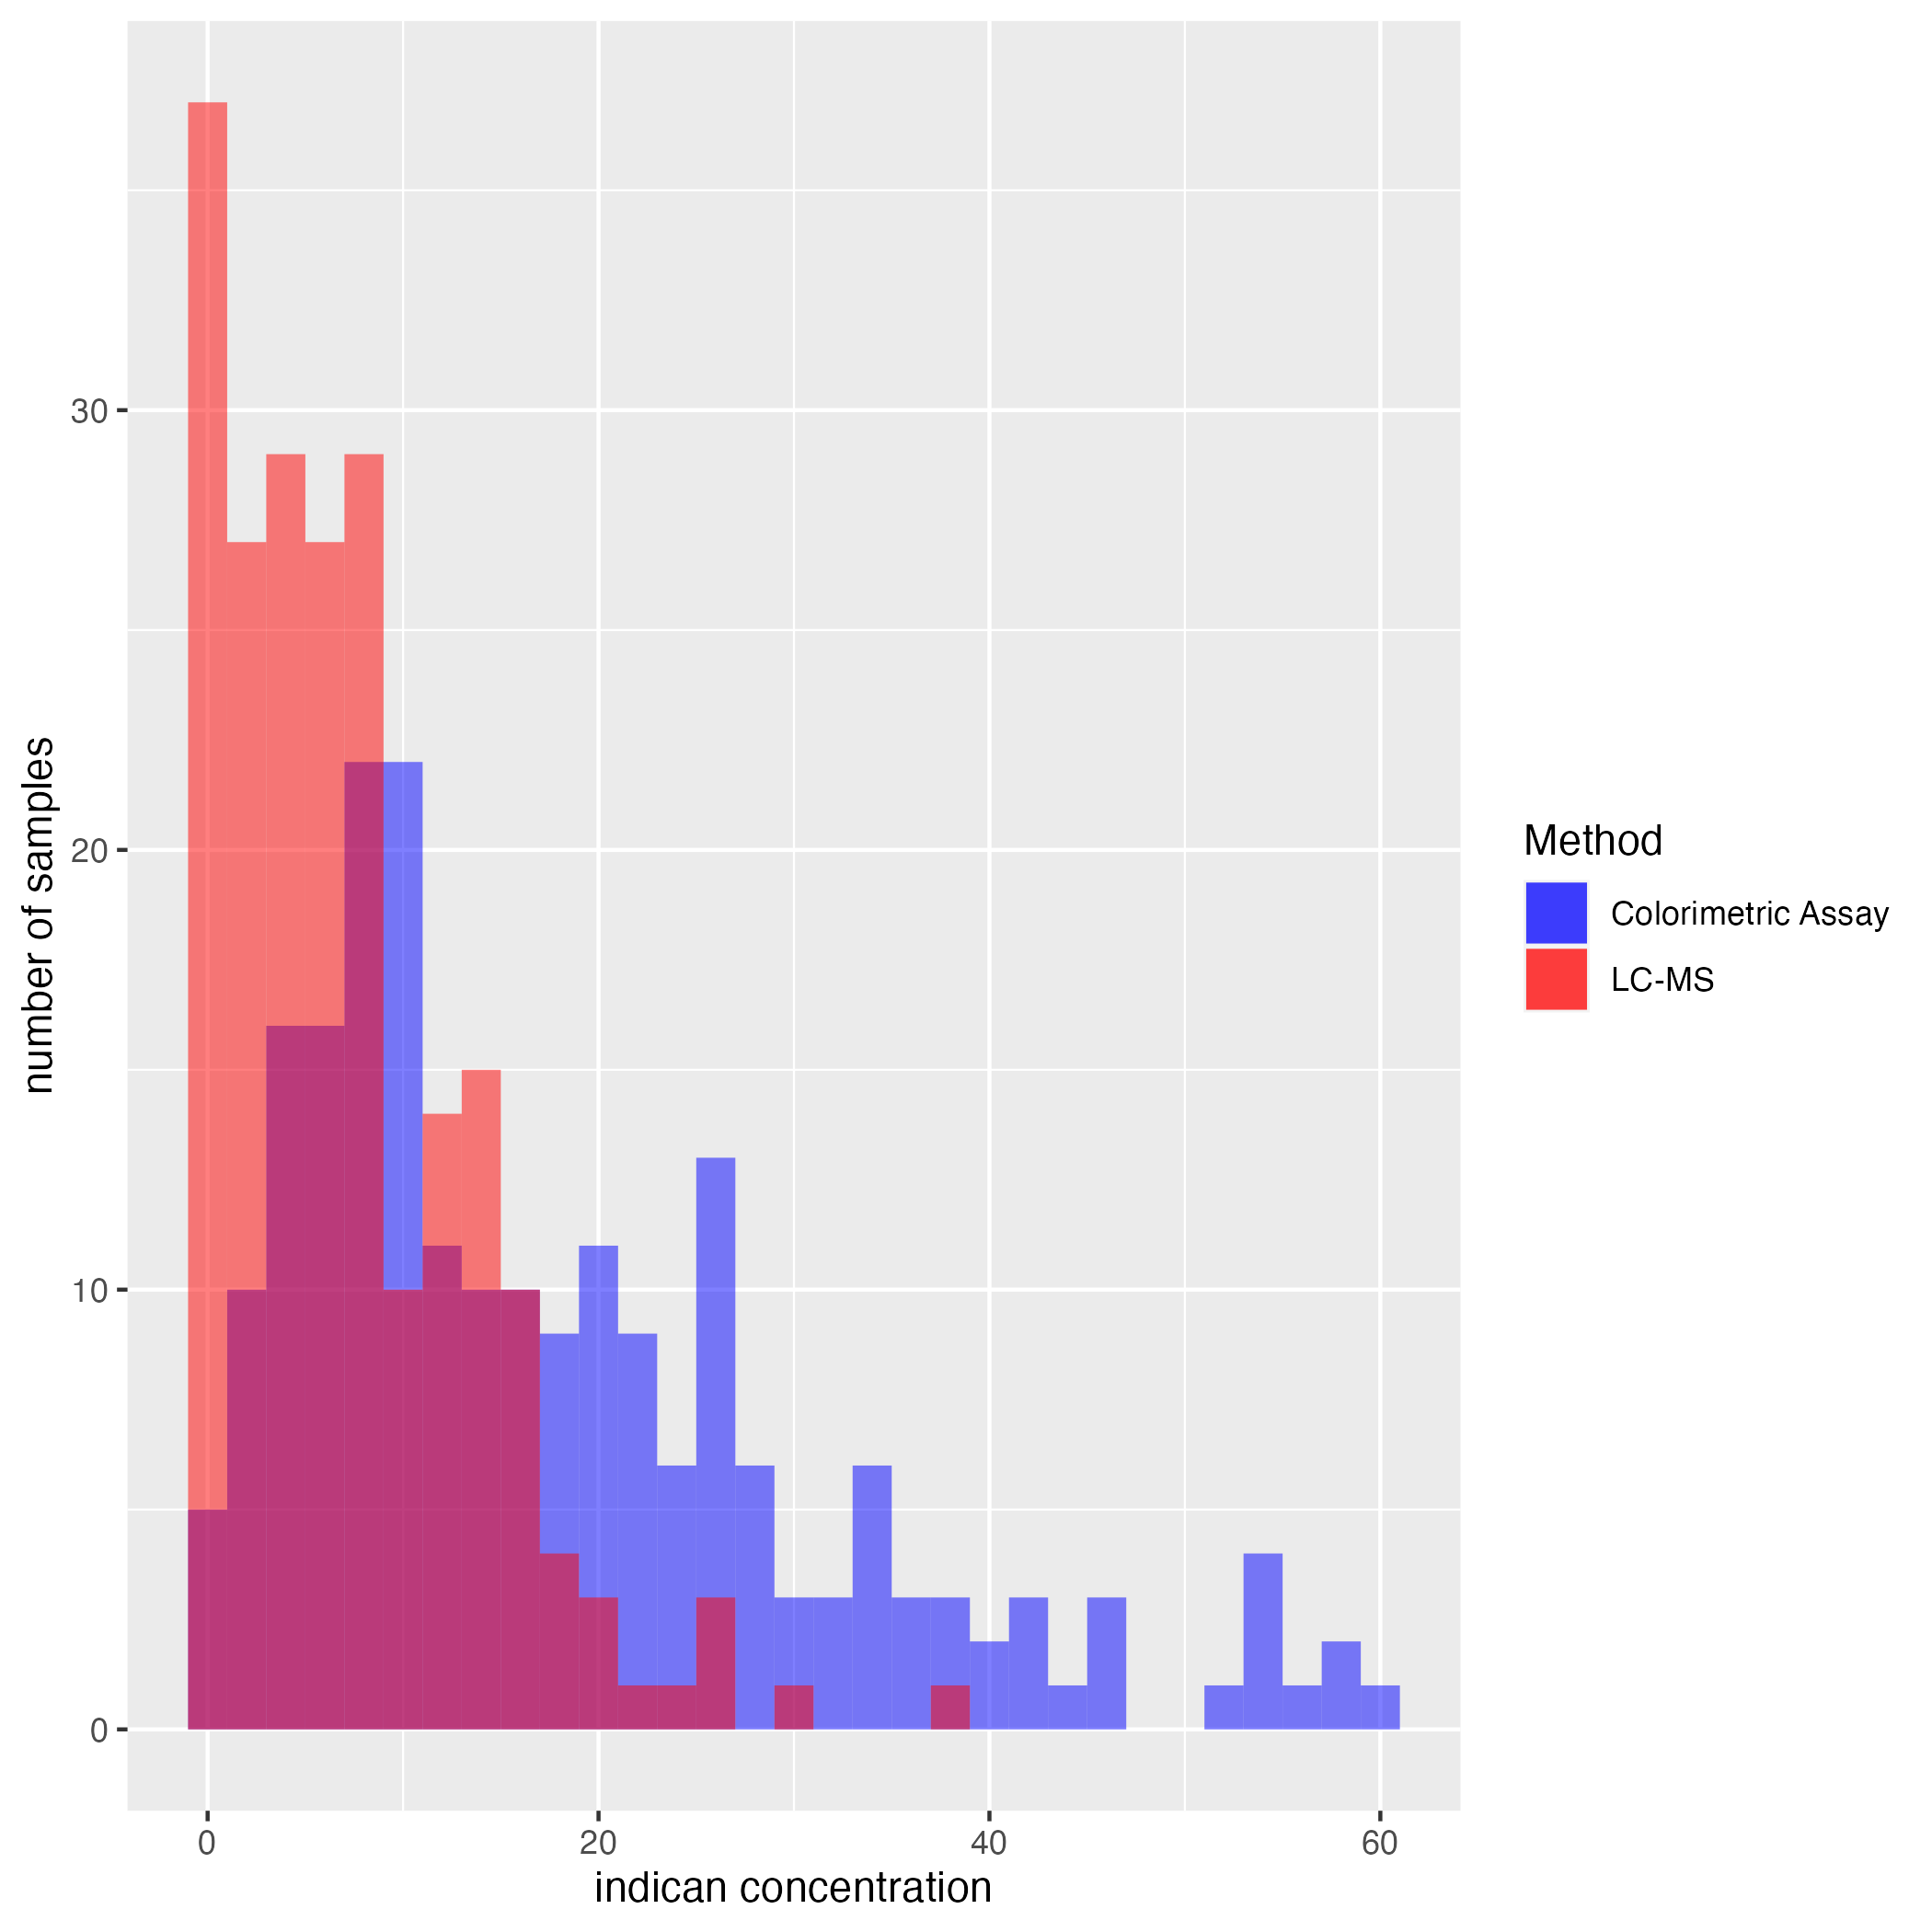 number of samples
30
20
10
0
0 20 40 60
indican concentration
Method
Colorimetric Assay
LC-MS